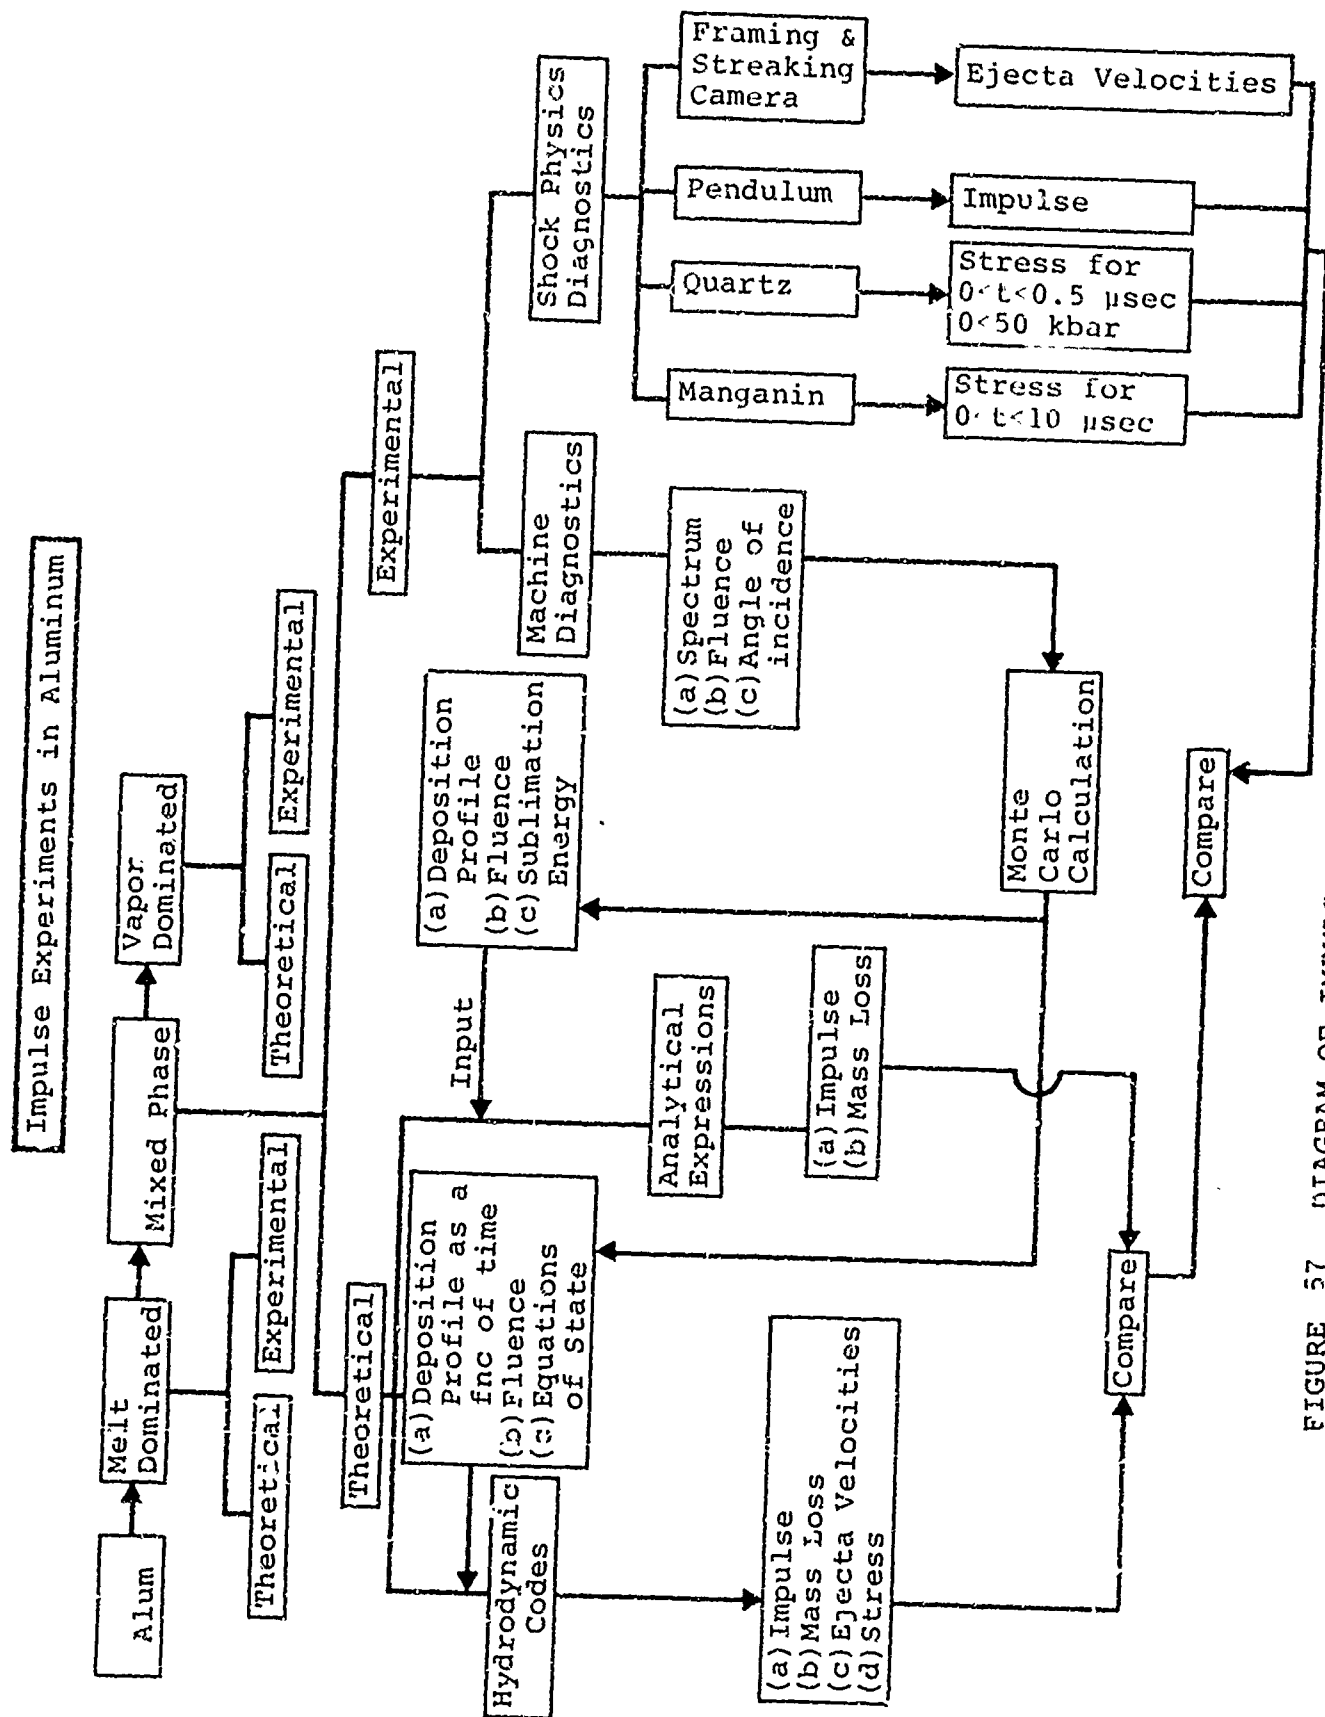 Impulse Experiments in Aluminum
Alum
Melt
Dominated
Mixed Phase
Vapor
Dominated
Theoretical
Experimental
Theoretical
Experimental
Theoretical
Experimental
Hydrodynamic
Codes
(a)Deposition
Profile as a
fnc of time
(b)Fluence
(c)Equations
of State
Input
(a)Deposition
Profile
(b)Fluence
(c)Sublimation
Energy
Machine
Diagnostics
Shock Physics
Diagnostics
Analytical
Expressions
(a)Spectrum
(b)Fluence
(c)Angle of
incidence
Manganin
Quartz
Pendulum
Framing &
Streaking
Camera
(a)Impulse
(b)Mass Loss
(c)Ejecta Velocities
(d)Stress
(a)Impulse
(b)Mass Loss
Stress for
0<t<10 μsec
Stress for
0<t<0.5 μsec
0<50 kbar
Impulse
Ejecta Velocities
Monte
Carlo
Calculation
Compare
Compare
FIGURE 57 DIAGRAM OF